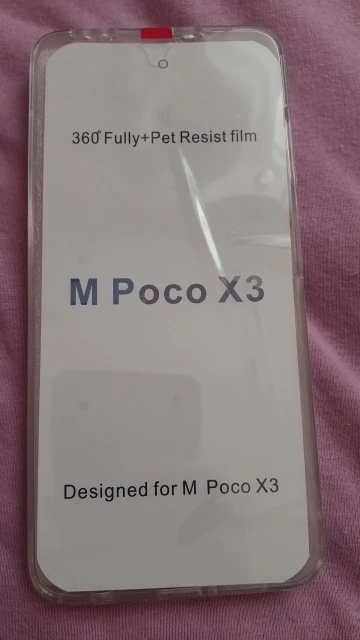 360° Fully+Pet Resist film
M Poco X3
Designed for M Poco X3